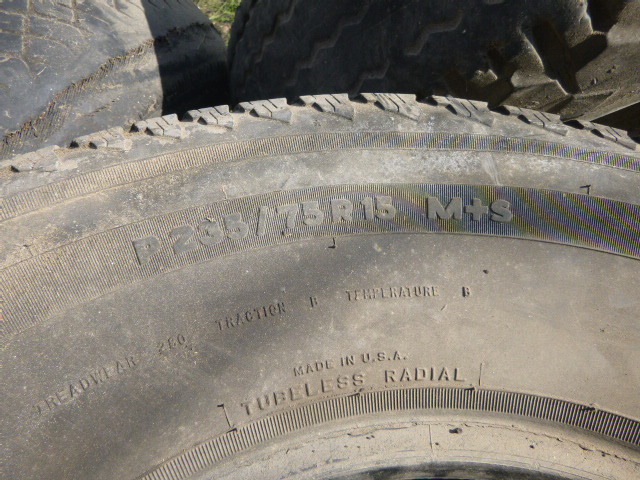 P 235/75R15 M+S
TREADWEAR 280 TRACTION B TEMPERATURE B
MADE IN U.S.A.
TUBELESS RADIAL